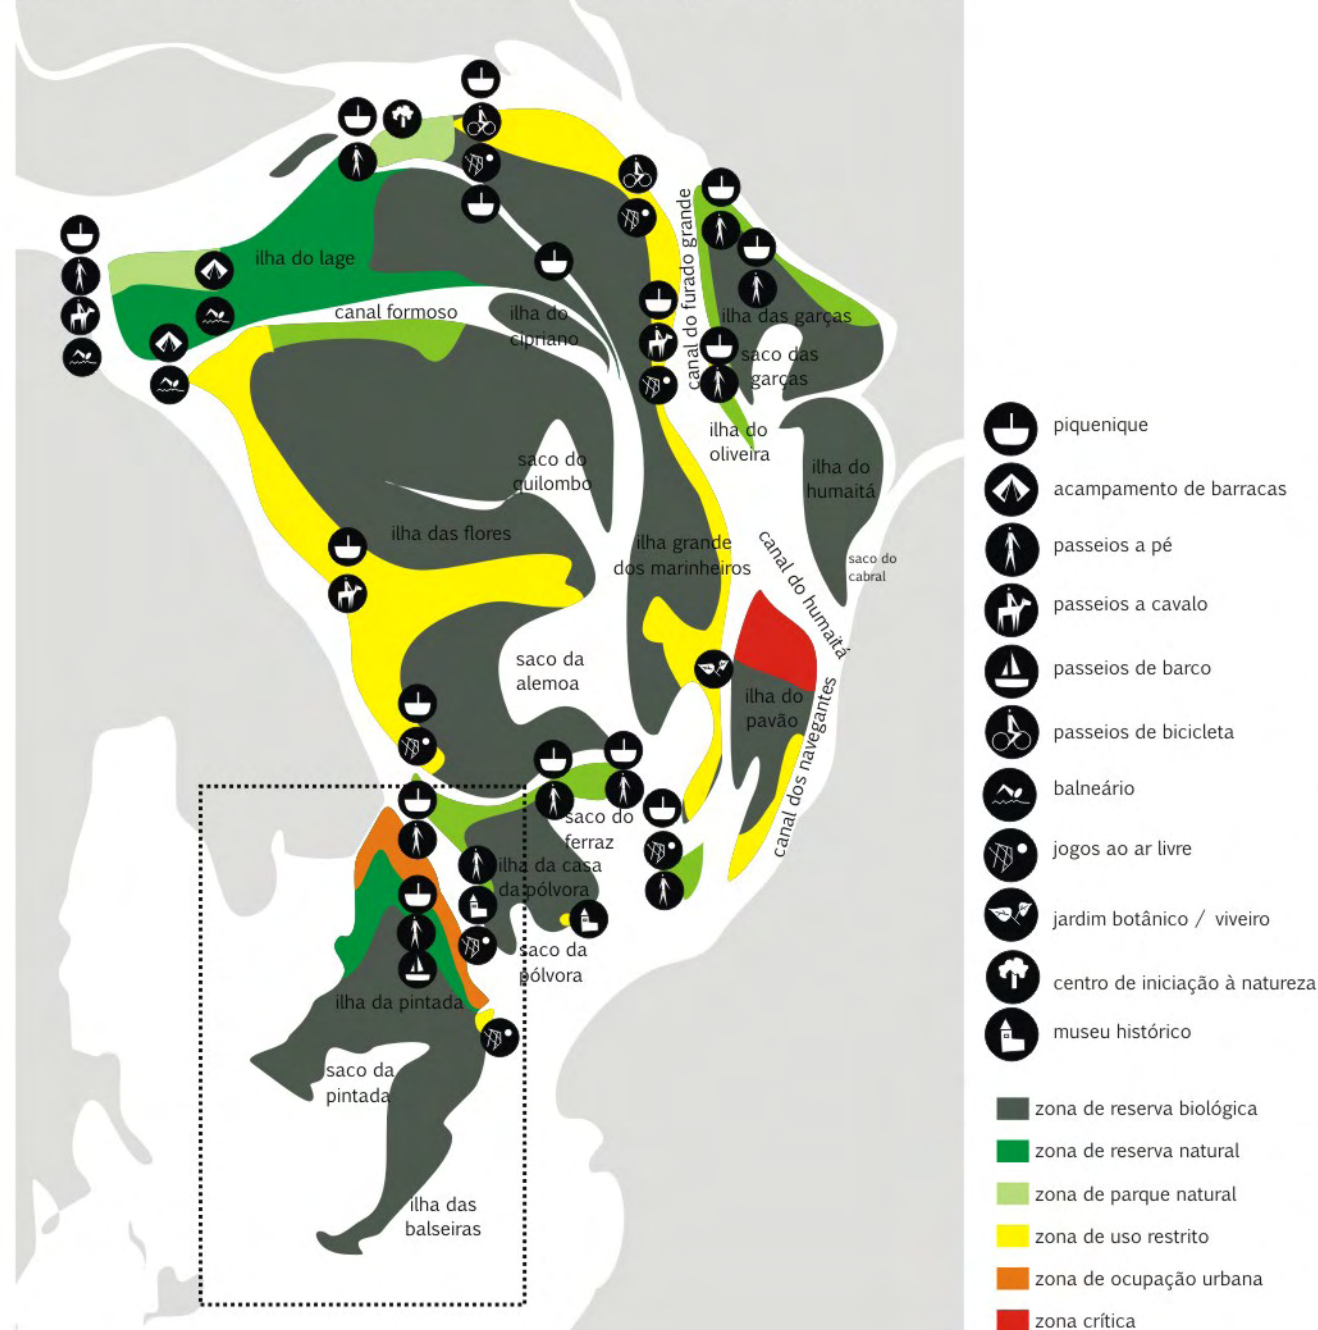 ilha do lage
canal formoso
ilha do
cipriano
canal do furado grande
ilha das garças
saco das
garças
ilha do
oliveira
ilha do
humaitá
saco do
quilombo
ilha das flores
ilha grande
dos marinheiros
canal do humaitá
saco do
cabral
saco da
alemoa
ilha do
pavão
canal dos navegantes
saco do
ferraz
ilha da casa
da pólvora
saco da
pólvora
ilha da pintada
saco da
pintada
ilha das
balseiras
piquenique
acampamento de barracas
passeios a pé
passeios a cavalo
passeios de barco
passeios de bicicleta
balneário
jogos ao ar livre
jardim botânico / viveiro
centro de iniciação à natureza
museu histórico
zona de reserva biológica
zona de reserva natural
zona de parque natural
zona de uso restrito
zona de ocupação urbana
zona crítica